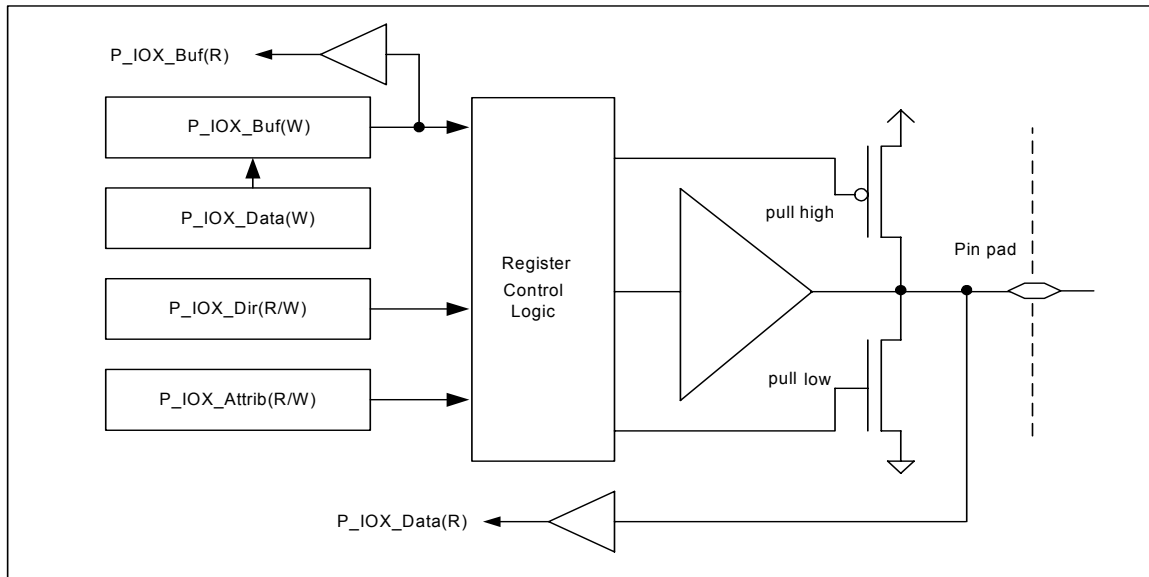 P_IOX_Buf(R)
P_IOX_Buf(W)
P_IOX_Data(W)
P_IOX_Dir(R/W)
P_IOX_Attrib(R/W)
Register
Control
Logic
pull high
Pin pad
pull low
P_IOX_Data(R)